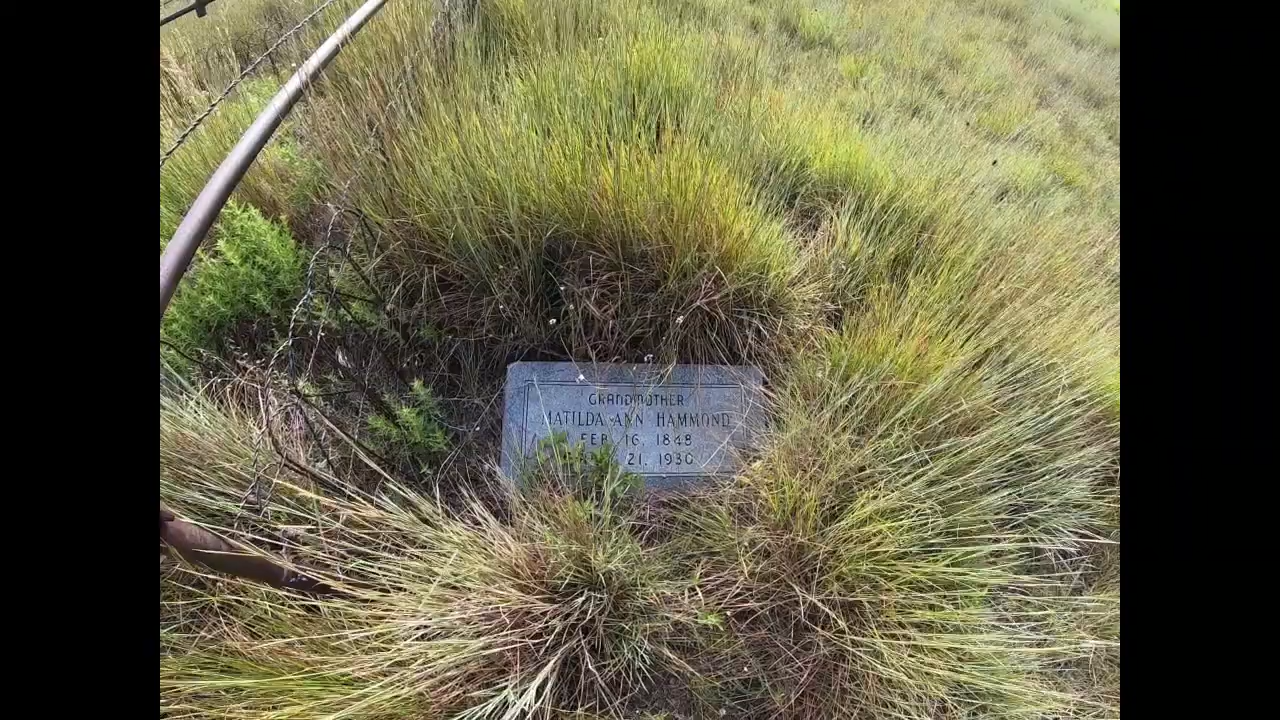 GRANDMOTHER
MATILDA ANN HAMMOND
FEB. 16, 1848
21, 1930